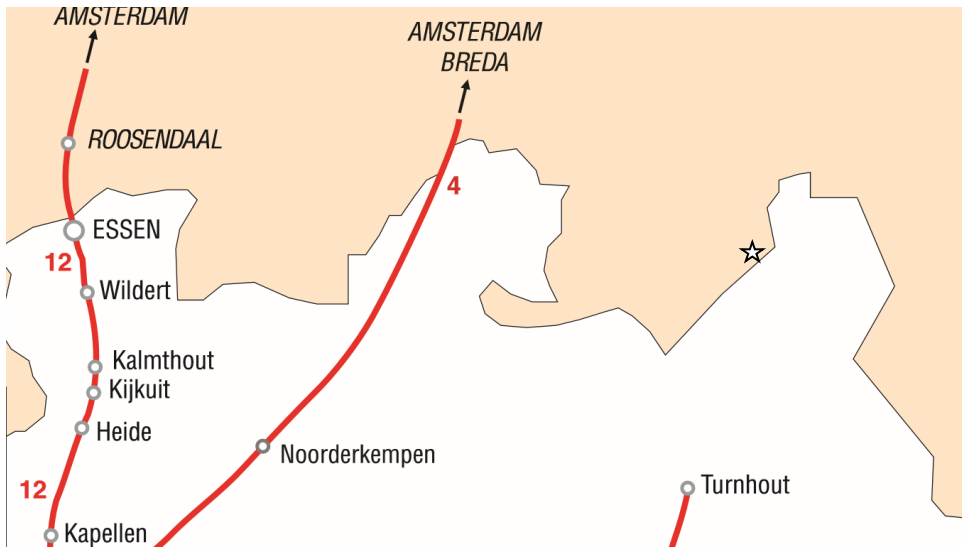 AMSTERDAM
AMSTERDAM
BREDA
ROOSENDAAL
4
ESSEN
12
Wildert
Kalmthout
Kijkuit
Heide
Noorderkempen
12
Turnhout
Kapellen